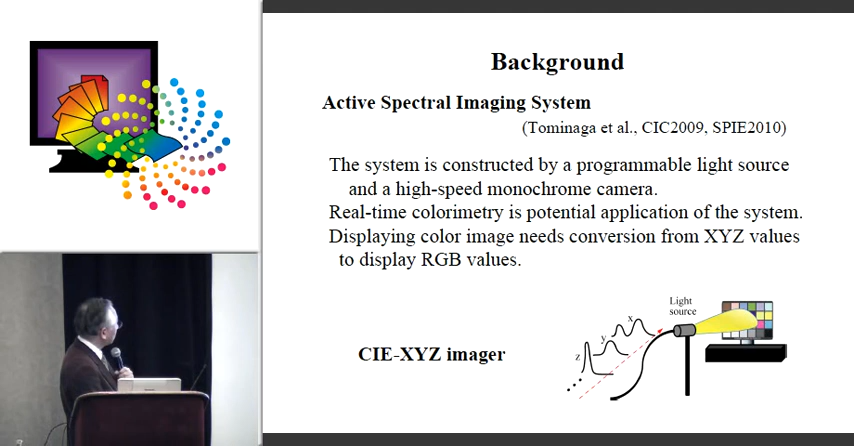 Background
Active Spectral Imaging System
(Tominaga et al., CIC2009, SPIE2010)
The system is constructed by a programmable light source
and a high-speed monochrome camera.
Real-time colorimetry is potential application of the system.
Displaying color image needs conversion from XYZ values
to display RGB values.
Light
source
x
y
z
CIE-XYZ imager